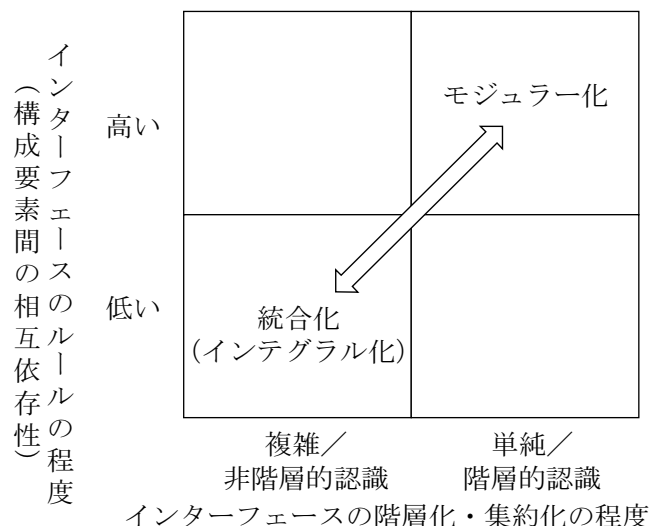 インターフェースのルールの程度
（構成要素間の相互依存性）
高い
モジュラー化
低い
統合化
（インテグラル化）
複雑／
非階層的認識
単純／
階層的認識
インターフェースの階層化・集約化の程度